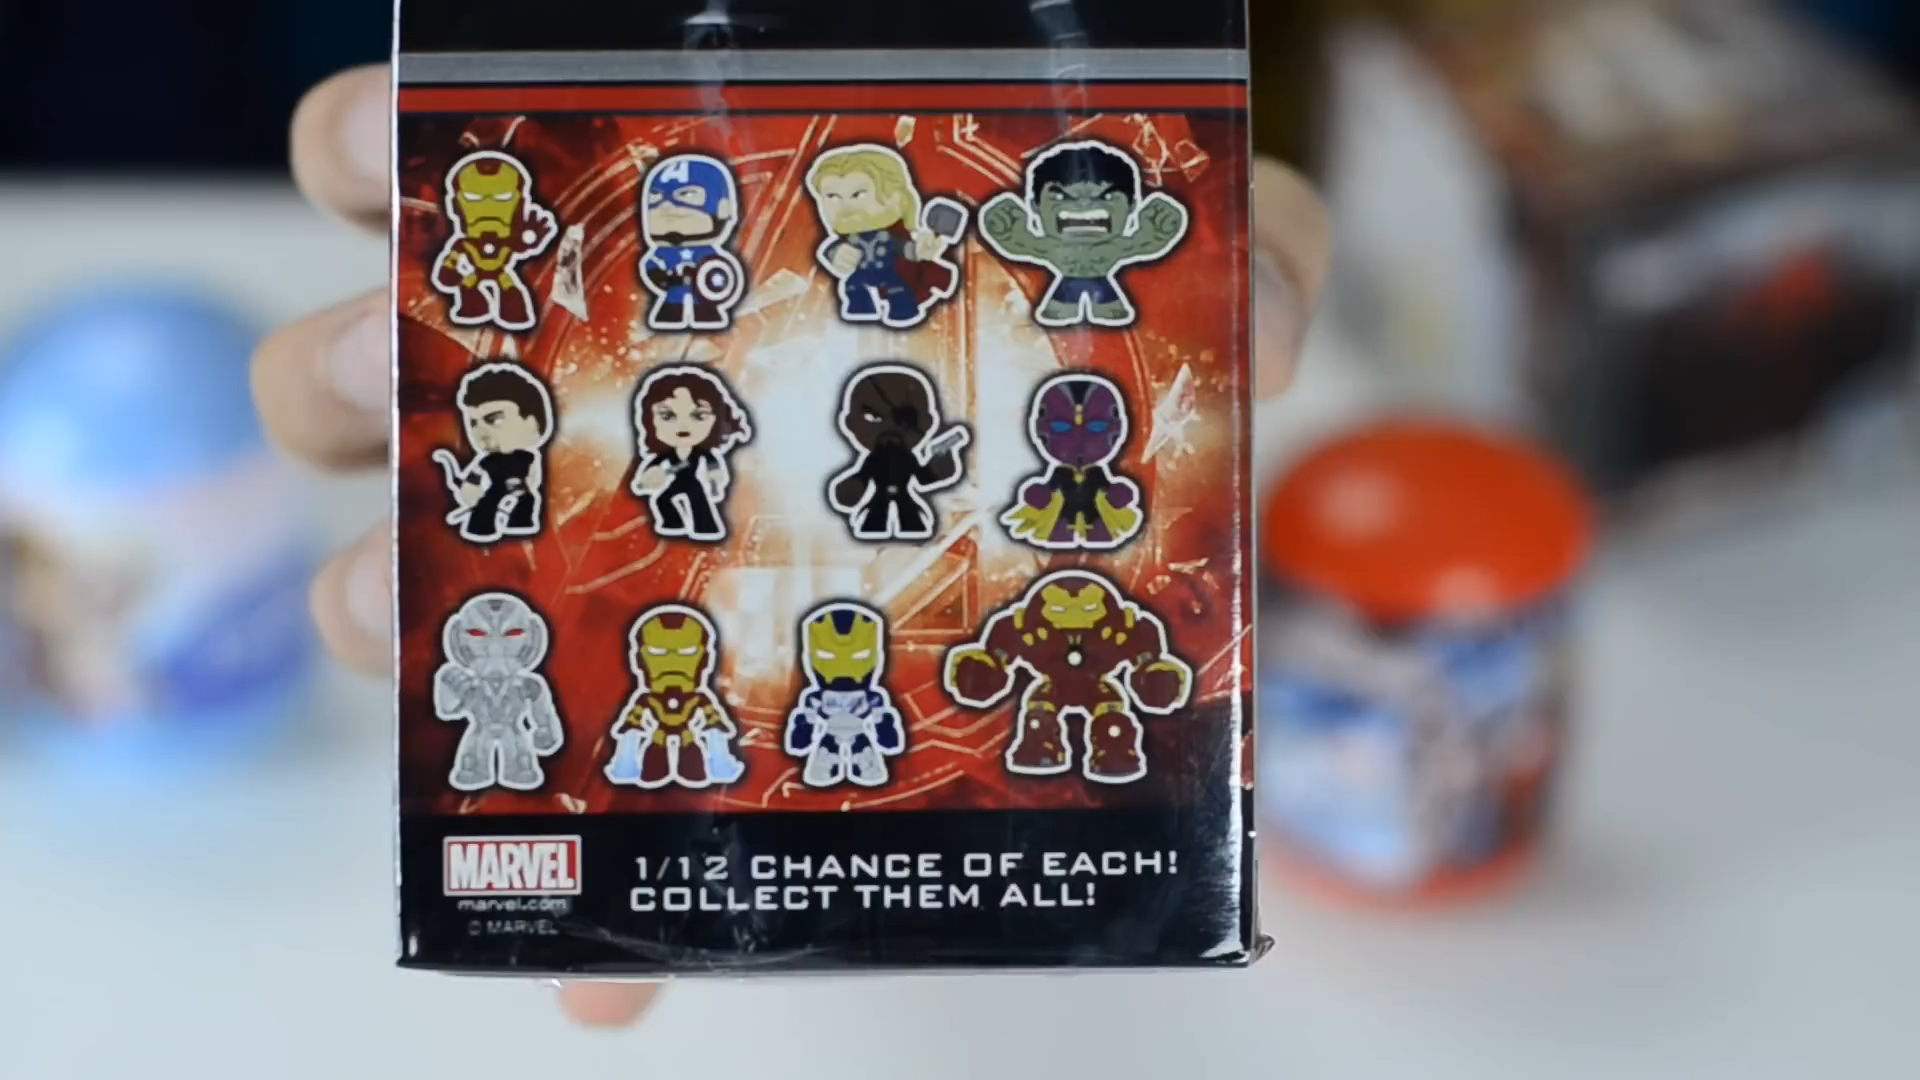 A
MARVEL
marvel.com
© MARVEL
1/12 CHANCE OF EACH!
COLLECT THEM ALL!